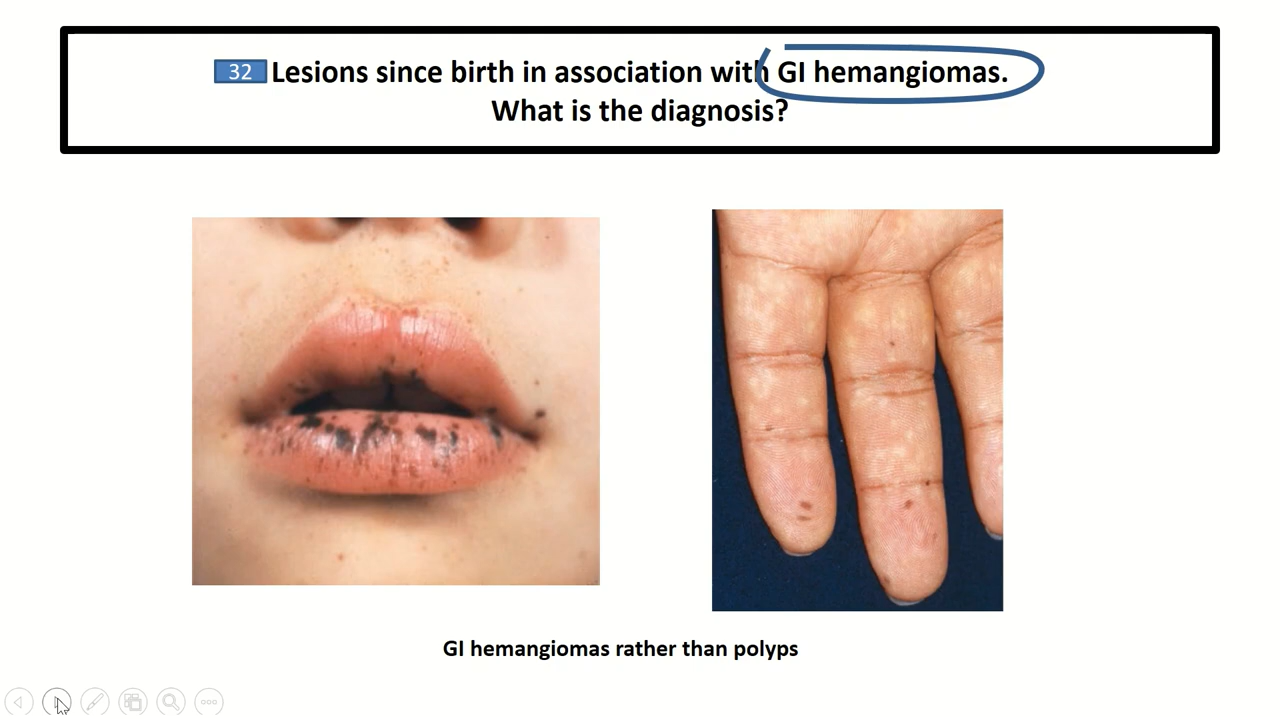 32 Lesions since birth in association with GI hemangiomas.
What is the diagnosis?
GI hemangiomas rather than polyps